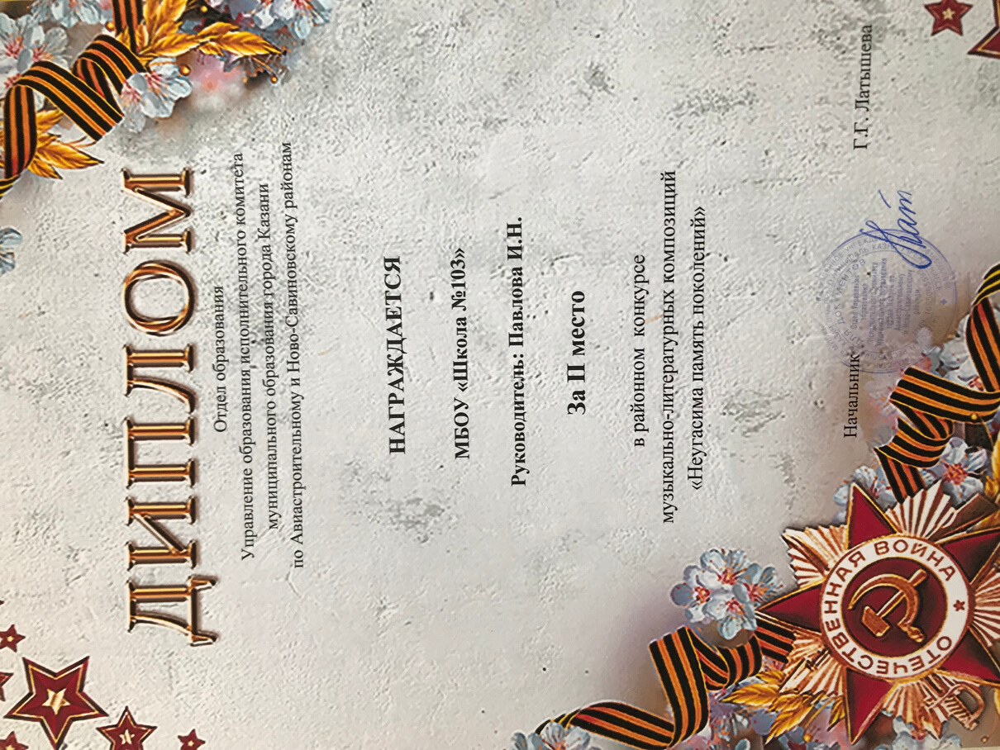 ДИПЛОМ
Отдел образования
Управление образования исполнительного комитета
муниципального образования города Казани
по Авиастроительному и Ново-Савиновскому районам
НАГРАЖДАЕТСЯ
МБОУ «Школа №103»
Руководитель: Павлова И.Н.
За II место
в районном конкурсе
музыкально-литературных композиций
«Неугасима память поколений»
Начальник
Г.Г. Латышева
ОТЕЧЕСТВЕННАЯ ВОЙНА